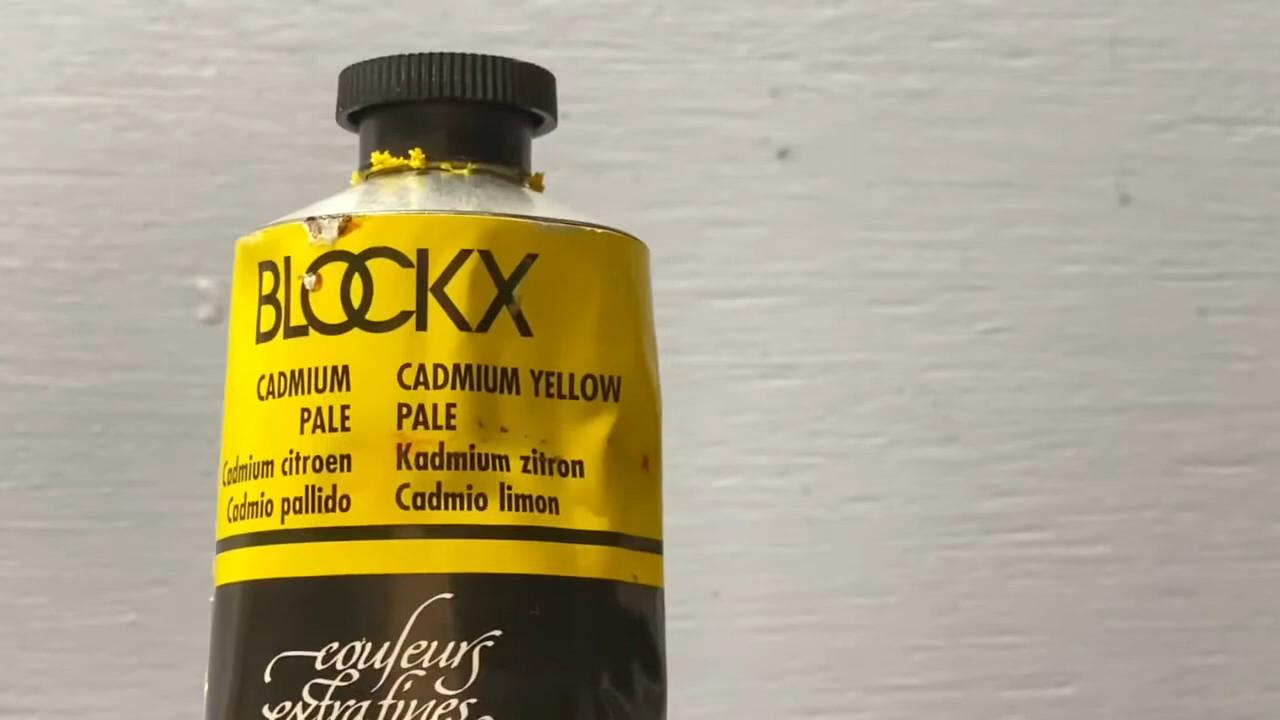 BLOCKX
CADMIUM CADMIUM YELLOW
PALE PALE
Cadmium citroen Kadmium zitron
Cadmio pallido Cadmio limon
couleurs
extra fines